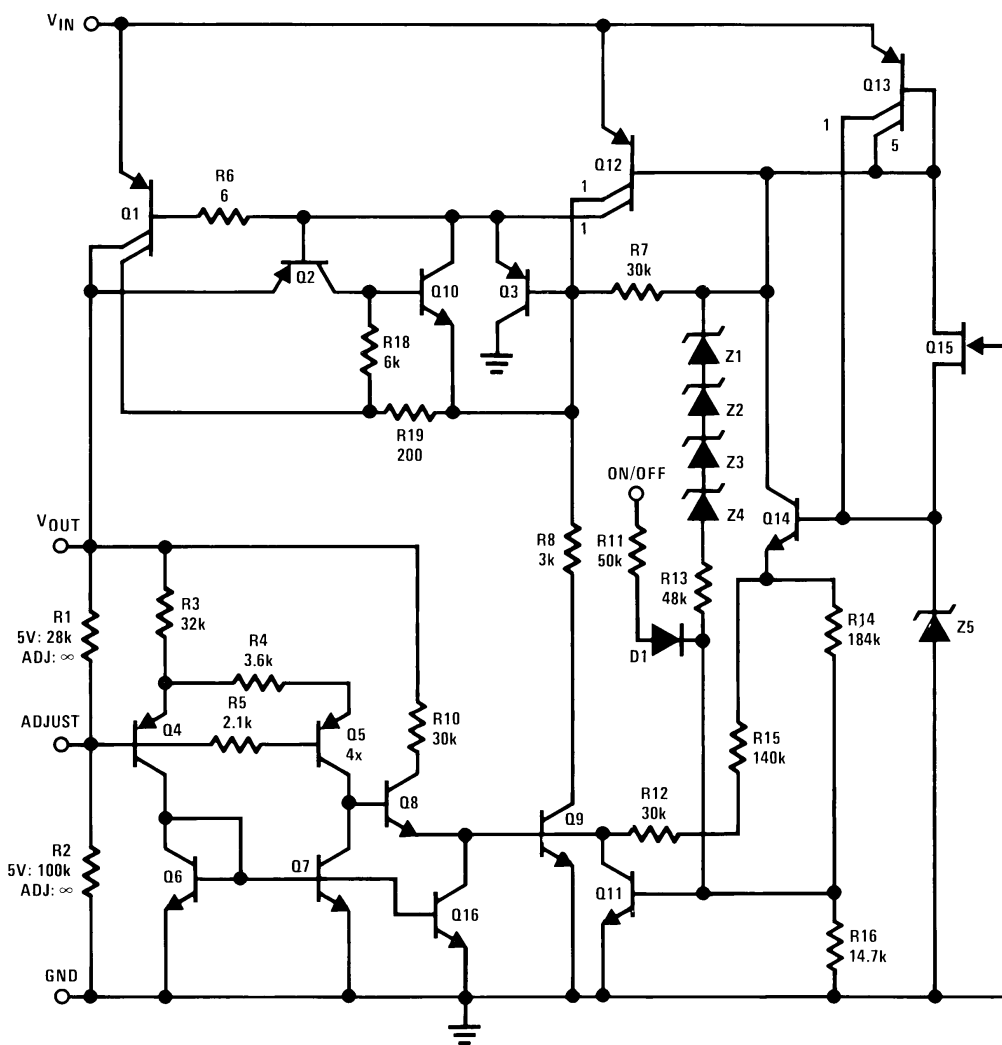 VIN
Q13
1
5
Q12
1
1
R6
6
Q1
Q2
Q10
Q3
R7
30k
Q15
R18
6k
Z1
Z2
Z3
Z4
R19
200
ON/OFF
Q14
VOUT
R8
3k
R11
50k
R13
48k
R3
32k
R1
5V: 28k
ADJ: ∞
R14
184k
Z5
D1
R4
3.6k
R5
2.1k
ADJUST
Q4
Q5
4x
R10
30k
R15
140k
Q8
Q9
R12
30k
R2
5V: 100k
ADJ: ∞
Q6
Q7
Q16
Q11
R16
14.7k
GND